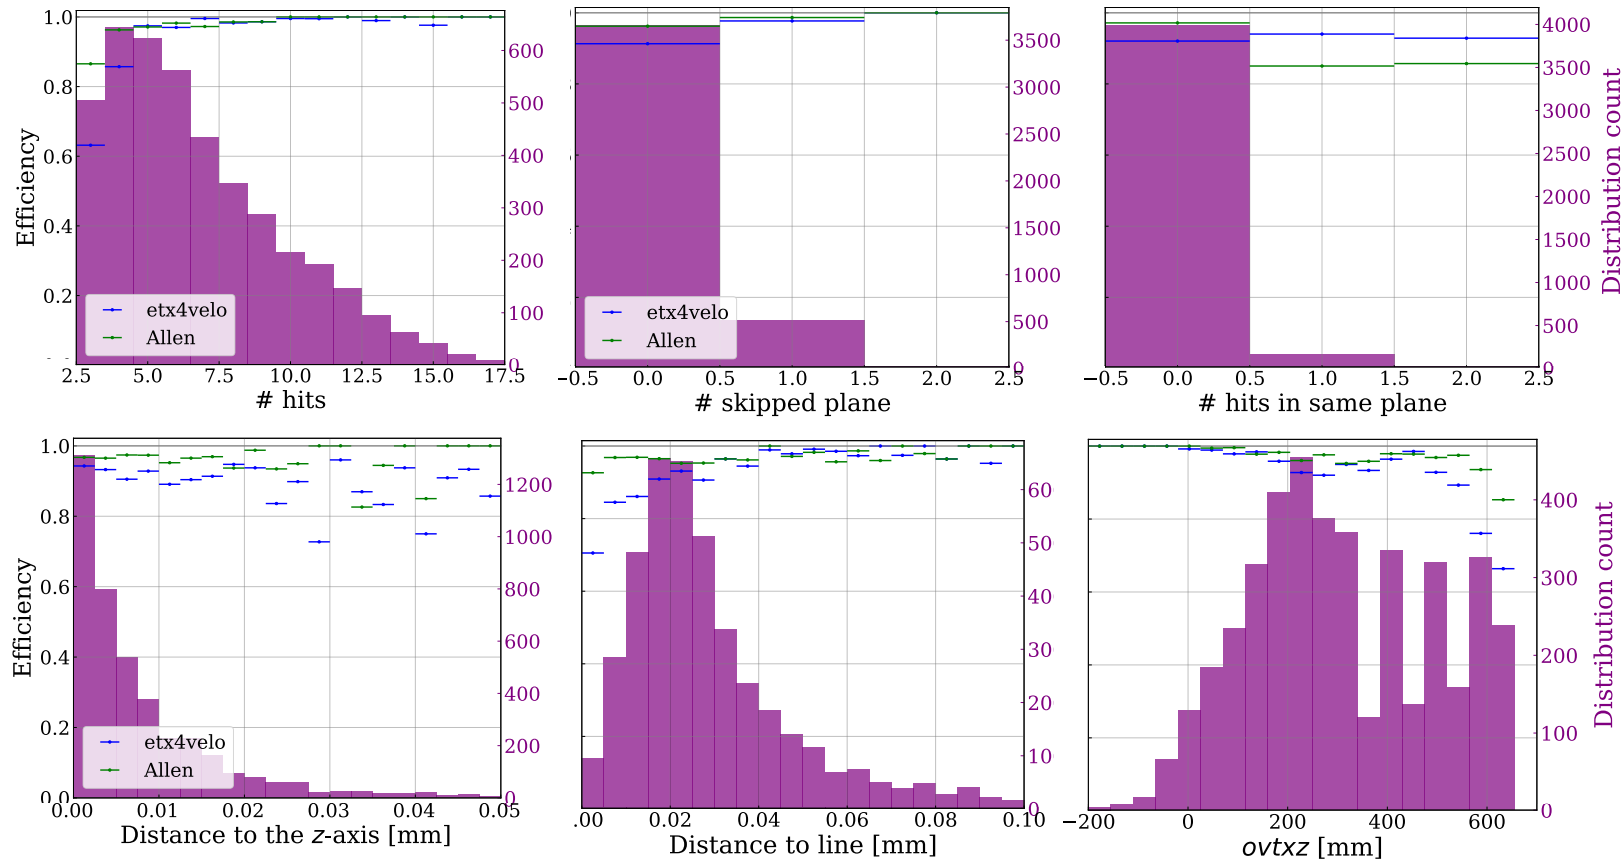 1.0
0.8
0.6
0.4
0.2
Efficiency
600
500
400
300
200
100
0
etx4velo
Allen
2.5 5.0 7.5 10.0 12.5 15.0 17.5
# hits
3500
3000
2500
2000
1500
1000
500
0
etx4velo
Allen
−0.5 0.0 0.5 1.0 1.5 2.0 2.5
# skipped plane
4000
3500
3000
2500
2000
1500
1000
500
0
Distribution count
−0.5 0.0 0.5 1.0 1.5 2.0 2.5
# hits in same plane
1.0
0.8
0.6
0.4
0.2
0.0
Efficiency
1200
1000
800
600
400
200
0
etx4velo
Allen
0.00 0.01 0.02 0.03 0.04 0.05
Distance to the z-axis [mm]
60
50
40
30
20
10
0
.00 0.02 0.04 0.06 0.08 0.10
Distance to line [mm]
400
300
200
100
0
Distribution count
−200 0 200 400 600
ovtxz [mm]